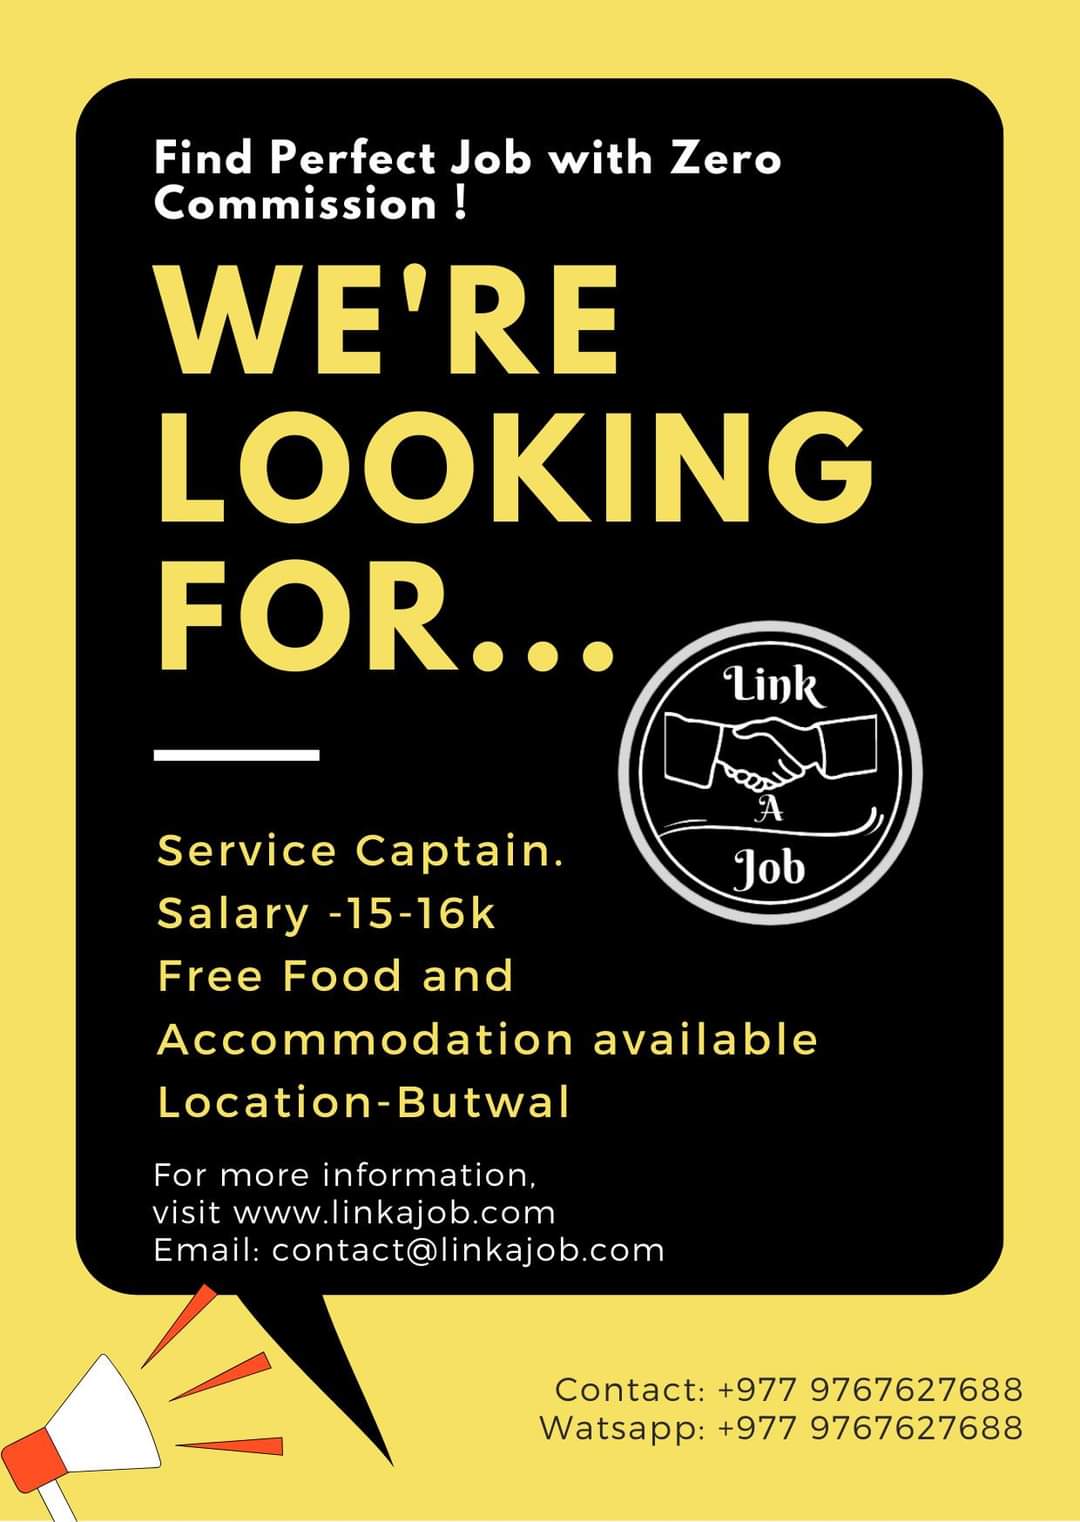 Find Perfect Job with Zero
Commission !
WE'RE
LOOKING
FOR...
Link
A
Job
Service Captain.
Salary -15-16k
Free Food and
Accommodation available
Location-Butwal
For more information,
visit www.linkajob.com
Email: contact@linkajob.com
Contact: +977 9767627688
Watsapp: +977 9767627688